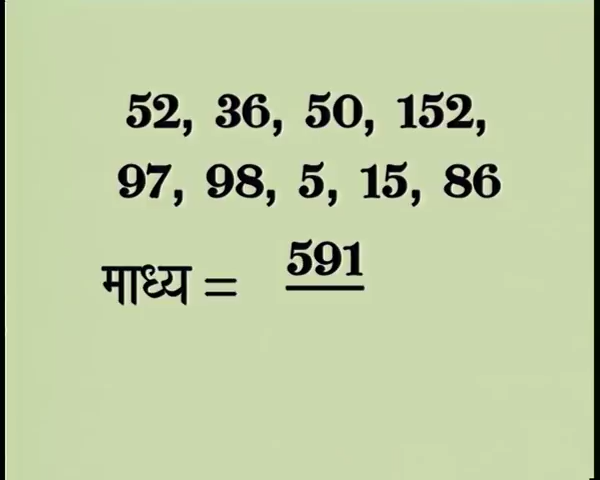 52, 36, 50, 152,
97, 98, 5, 15, 86
माध्य = 591